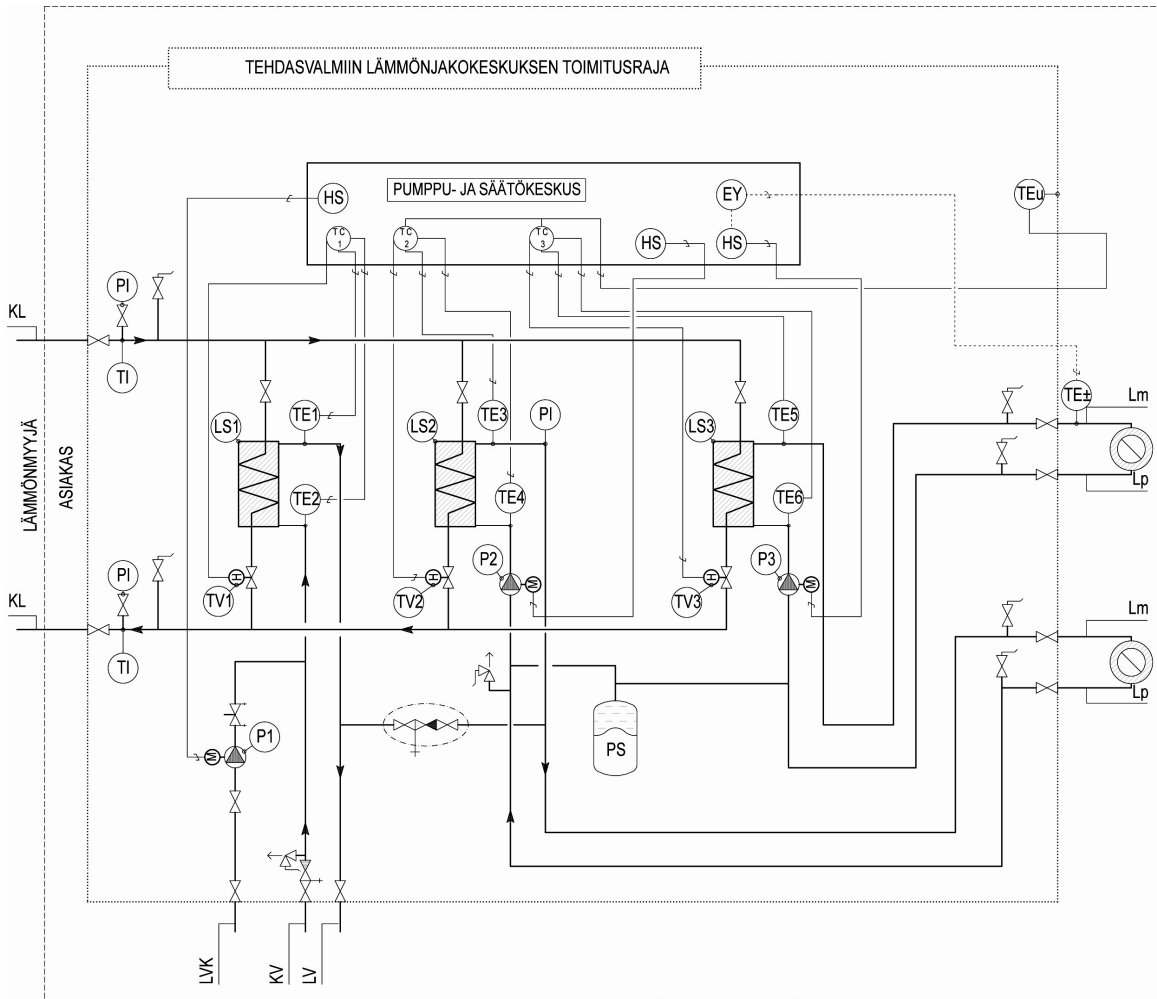 TEHDASVALMIIN LÄMMÖNJAKOKESKUKSEN TOIMITUSRAJA
PUMPPU- JA SÄÄTÖKESKUS
HS
EY
TEu
TC
1
TC
2
TC
3
HS
HS
PI
KL
TI
LÄMMÖNMYYJÄ
ASIAKAS
LS1
TE1
TE2
LS2
TE3
PI
TE4
LS3
TE5
TE6
TE±
Lm
Lp
PI
KL
TI
H
TV1
H
TV2
P2
M
H
TV3
P3
M
Lm
Lp
M
P1
PS
LVK
KV
LV